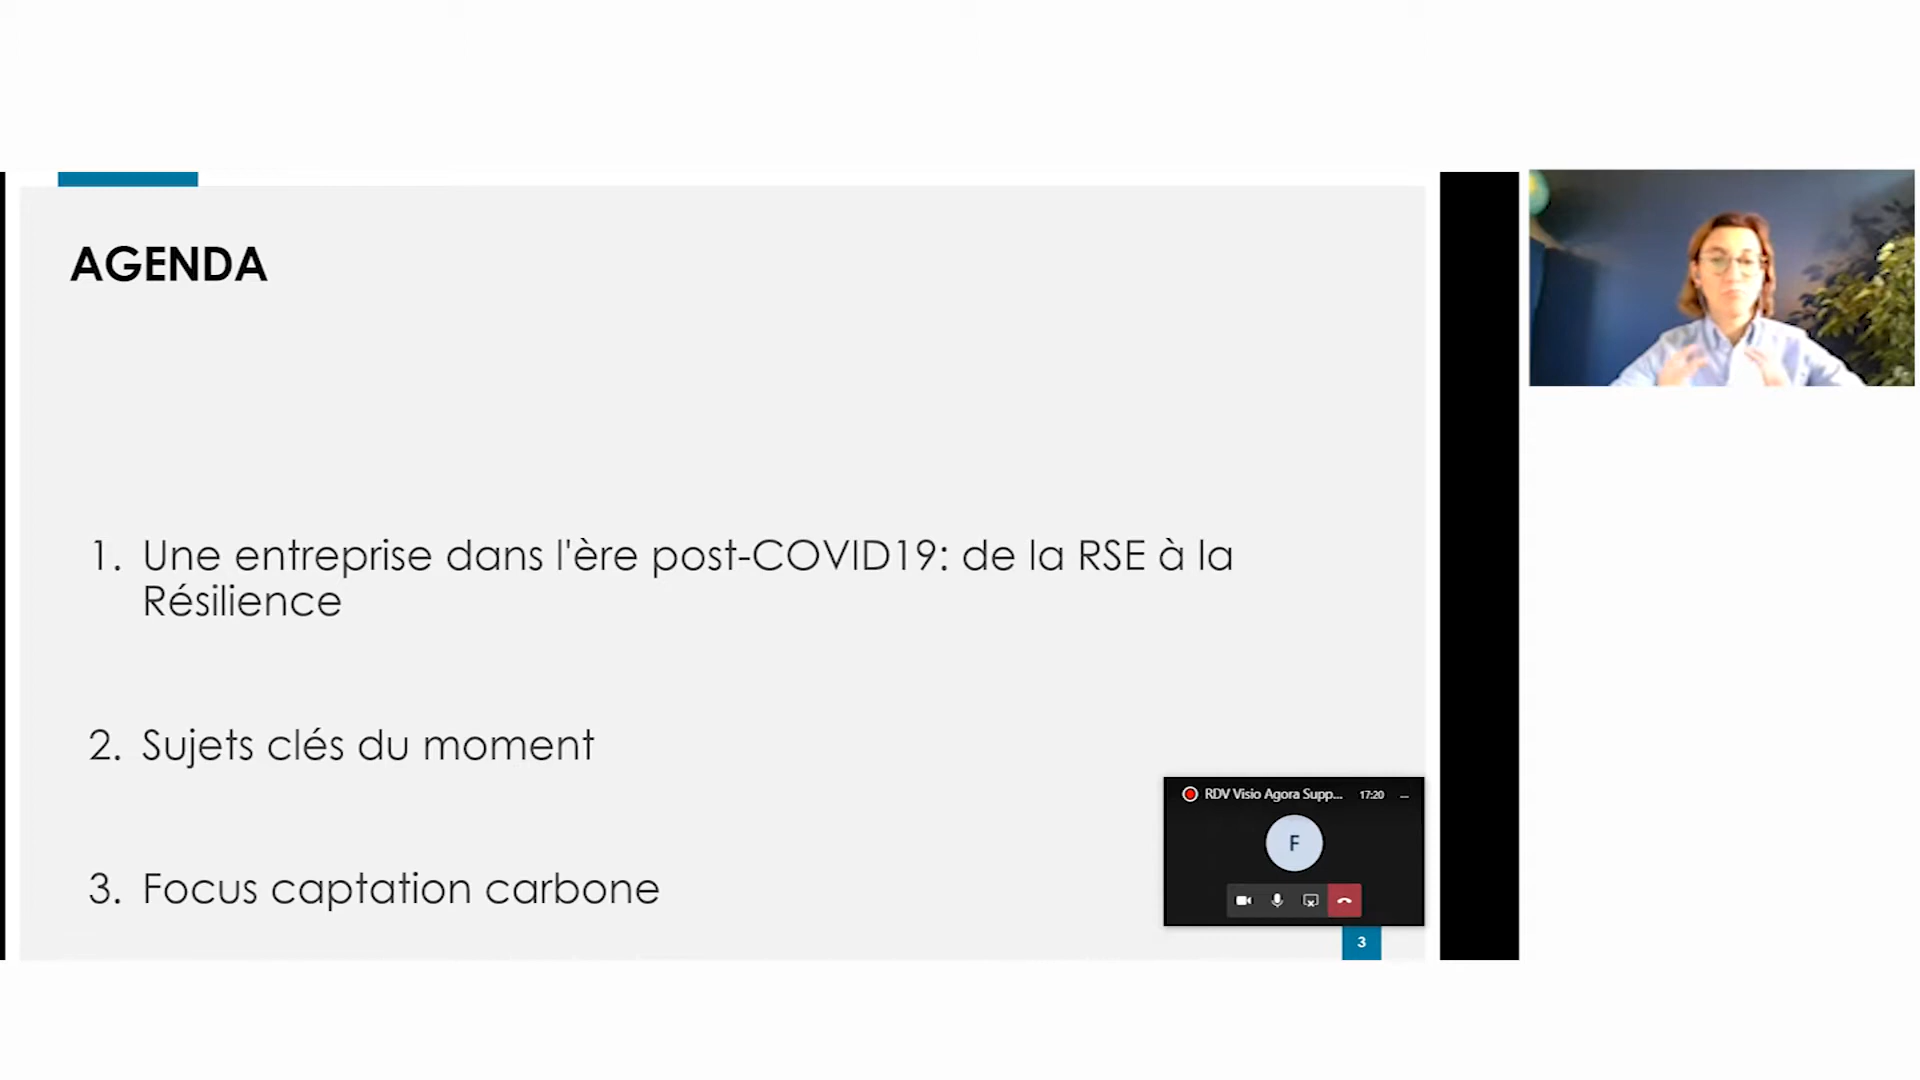 AGENDA
1. Une entreprise dans l'ère post-COVID19: de la RSE à la
Résilience
2. Sujets clés du moment
3. Focus captation carbone
RDV Visio Agora Supp... 17:20
F
3